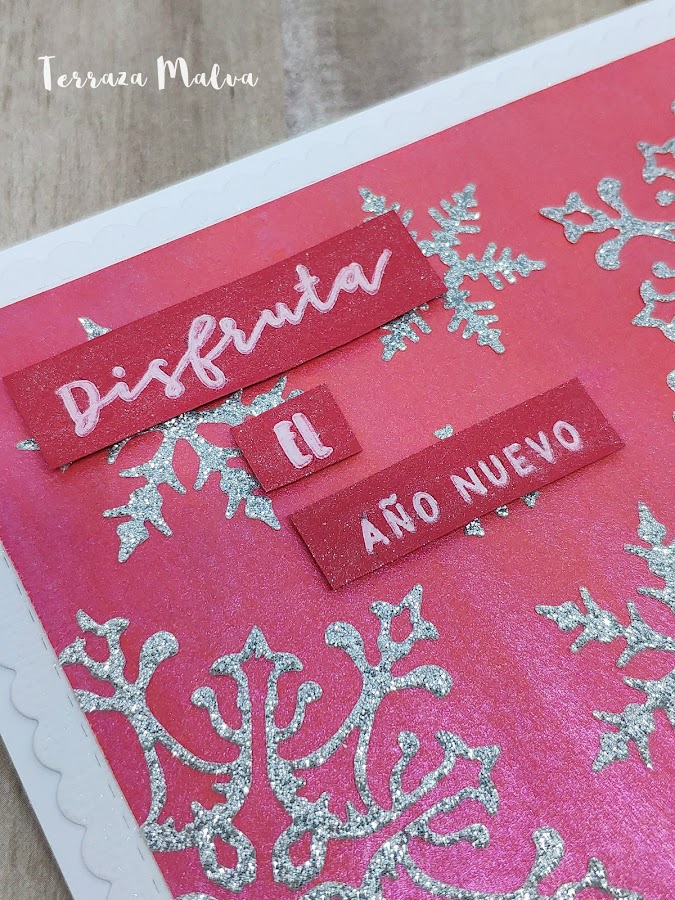 Terraza Malva
Disfruta
El
AÑO NUEVO